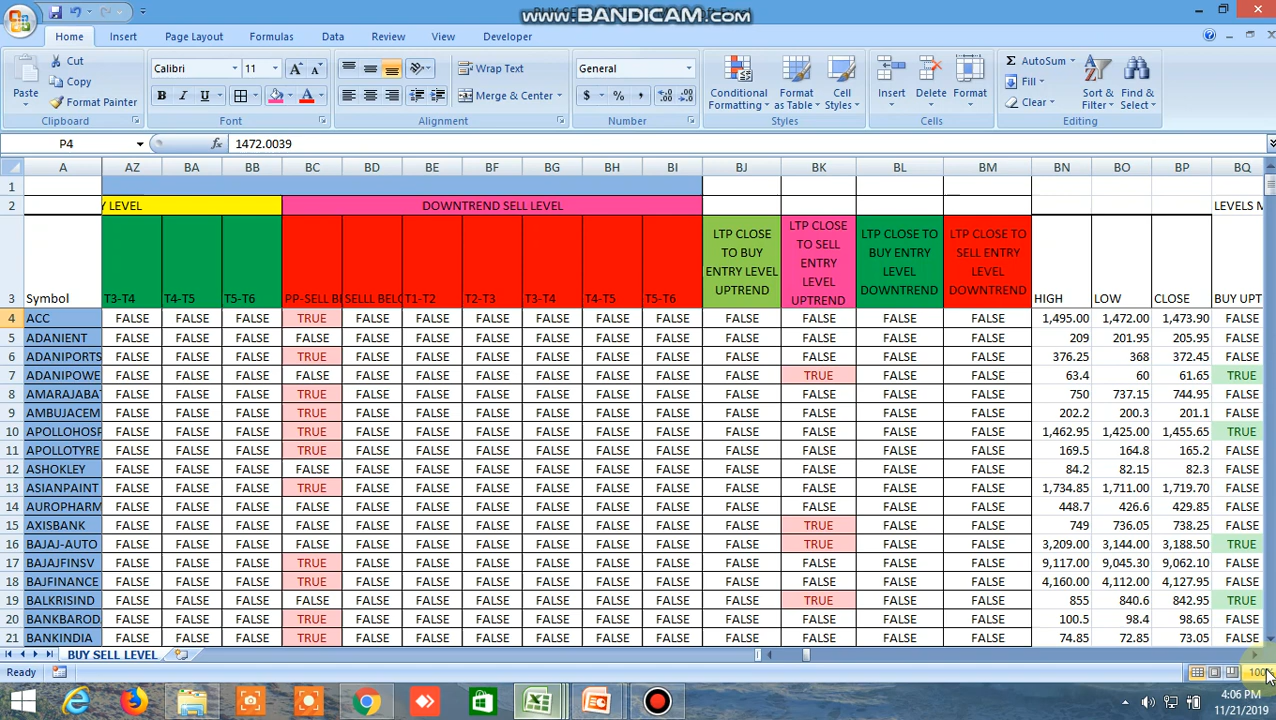 www.BANDICAM.com
Home Insert Page Layout Formulas Data Review View Developer
Paste Cut Copy Format Painter Clipboard
Calibri 11 B I U Font
Wrap Text Merge & Center Alignment
General $ % , Number
Conditional Formatting Format as Table Cell Styles Styles
Insert Delete Format Cells
AutoSum Fill Clear Sort & Filter Find & Select Editing
P4 fx 1472.0039
A AZ BA BB BC BD BE BF BG BH BI BJ BK BL BM BN BO BP BQ
1
2 Y LEVEL DOWNTREND SELL LEVEL LEVELS M
3 Symbol T3-T4 T4-T5 T5-T6 PP-SELL BE SELLL BELO T1-T2 T2-T3 T3-T4 T4-T5 T5-T6 LTP CLOSE TO BUY ENTRY LEVEL UPTREND LTP CLOSE TO SELL ENTRY LEVEL UPTREND LTP CLOSE TO BUY ENTRY LEVEL DOWNTREND LTP CLOSE TO SELL ENTRY LEVEL DOWNTREND HIGH LOW CLOSE BUY UPT
4 ACC FALSE FALSE FALSE TRUE FALSE FALSE FALSE FALSE FALSE FALSE FALSE FALSE FALSE FALSE 1,495.00 1,472.00 1,473.90 FALSE
5 ADANIENT FALSE FALSE FALSE FALSE FALSE FALSE FALSE FALSE FALSE FALSE FALSE FALSE FALSE FALSE 209 201.95 205.95 FALSE
6 ADANIPORTS FALSE FALSE FALSE TRUE FALSE FALSE FALSE FALSE FALSE FALSE FALSE FALSE FALSE FALSE 376.25 368 372.45 FALSE
7 ADANIPOWE FALSE FALSE FALSE FALSE FALSE FALSE FALSE FALSE FALSE FALSE FALSE TRUE FALSE FALSE 63.4 60 61.65 TRUE
8 AMARAJABA FALSE FALSE FALSE TRUE FALSE FALSE FALSE FALSE FALSE FALSE FALSE FALSE FALSE FALSE 750 737.15 744.95 FALSE
9 AMBUJACEM FALSE FALSE FALSE TRUE FALSE FALSE FALSE FALSE FALSE FALSE FALSE FALSE FALSE FALSE 202.2 200.3 201.1 FALSE
10 APOLLOHOSP FALSE FALSE FALSE TRUE FALSE FALSE FALSE FALSE FALSE FALSE FALSE FALSE FALSE FALSE 1,462.95 1,425.00 1,455.65 TRUE
11 APOLLOTYRE FALSE FALSE FALSE TRUE FALSE FALSE FALSE FALSE FALSE FALSE FALSE FALSE FALSE FALSE 169.5 164.8 165.2 FALSE
12 ASHOKLEY FALSE FALSE FALSE FALSE FALSE FALSE FALSE FALSE FALSE FALSE FALSE FALSE FALSE FALSE 84.2 82.15 82.3 FALSE
13 ASIANPAINT FALSE FALSE FALSE TRUE FALSE FALSE FALSE FALSE FALSE FALSE FALSE FALSE FALSE FALSE 1,734.85 1,711.00 1,719.70 FALSE
14 AUROPHARM FALSE FALSE FALSE FALSE FALSE FALSE FALSE FALSE FALSE FALSE FALSE FALSE FALSE FALSE 448.7 426.6 429.85 FALSE
15 AXISBANK FALSE FALSE FALSE FALSE FALSE FALSE FALSE FALSE FALSE FALSE FALSE TRUE FALSE FALSE 749 736.05 738.25 FALSE
16 BAJAJ-AUTO FALSE FALSE FALSE FALSE FALSE FALSE FALSE FALSE FALSE FALSE FALSE TRUE FALSE FALSE 3,209.00 3,144.00 3,188.50 TRUE
17 BAJAJFINSV FALSE FALSE FALSE TRUE FALSE FALSE FALSE FALSE FALSE FALSE FALSE FALSE FALSE FALSE 9,117.00 9,045.30 9,062.10 FALSE
18 BAJFINANCE FALSE FALSE FALSE TRUE FALSE FALSE FALSE FALSE FALSE FALSE FALSE FALSE FALSE FALSE 4,160.00 4,112.00 4,127.95 FALSE
19 BALKRISIND FALSE FALSE FALSE FALSE FALSE FALSE FALSE FALSE FALSE FALSE FALSE TRUE FALSE FALSE 855 840.6 842.95 TRUE
20 BANKBAROD FALSE FALSE FALSE TRUE FALSE FALSE FALSE FALSE FALSE FALSE FALSE FALSE FALSE FALSE 100.5 98.4 98.65 FALSE
21 BANKINDIA FALSE FALSE FALSE TRUE FALSE FALSE FALSE FALSE FALSE FALSE FALSE FALSE FALSE FALSE 74.85 72.85 73.05 FALSE
BUY SELL LEVEL
Ready 100%
4:06 PM
11/21/2019